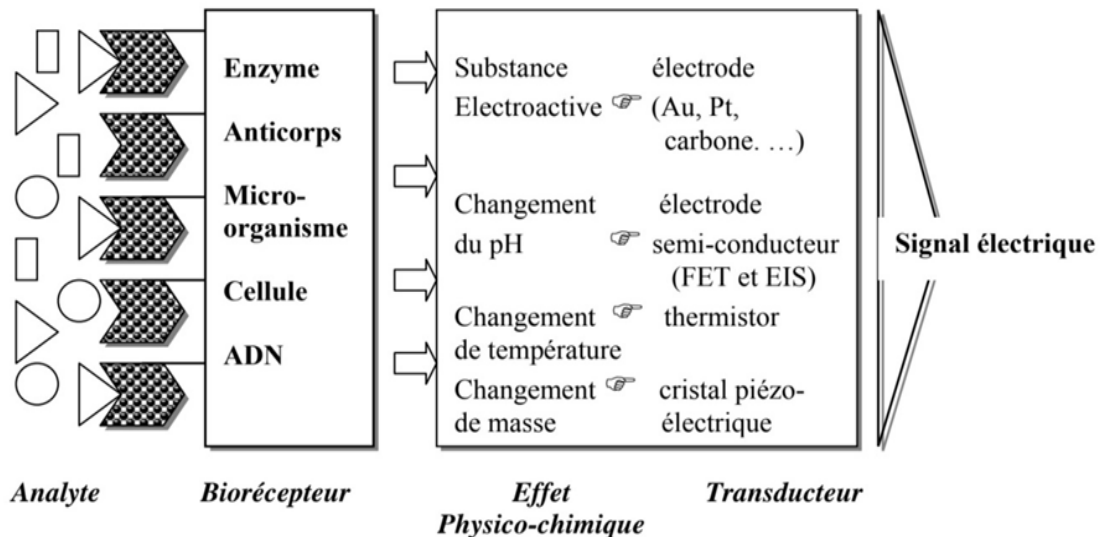 Enzyme
Anticorps
Micro-
organisme
Cellule
ADN
Substance électrode
Electroactive ☞ (Au, Pt,
carbone. …)
Changement électrode
du pH ☞ semi-conducteur
(FET et EIS)
Changement ☞ thermistor
de température
Changement ☞ cristal piézo-
de masse électrique
Signal électrique
Analyte Biorécepteur Effet Transducteur
Physico-chimique